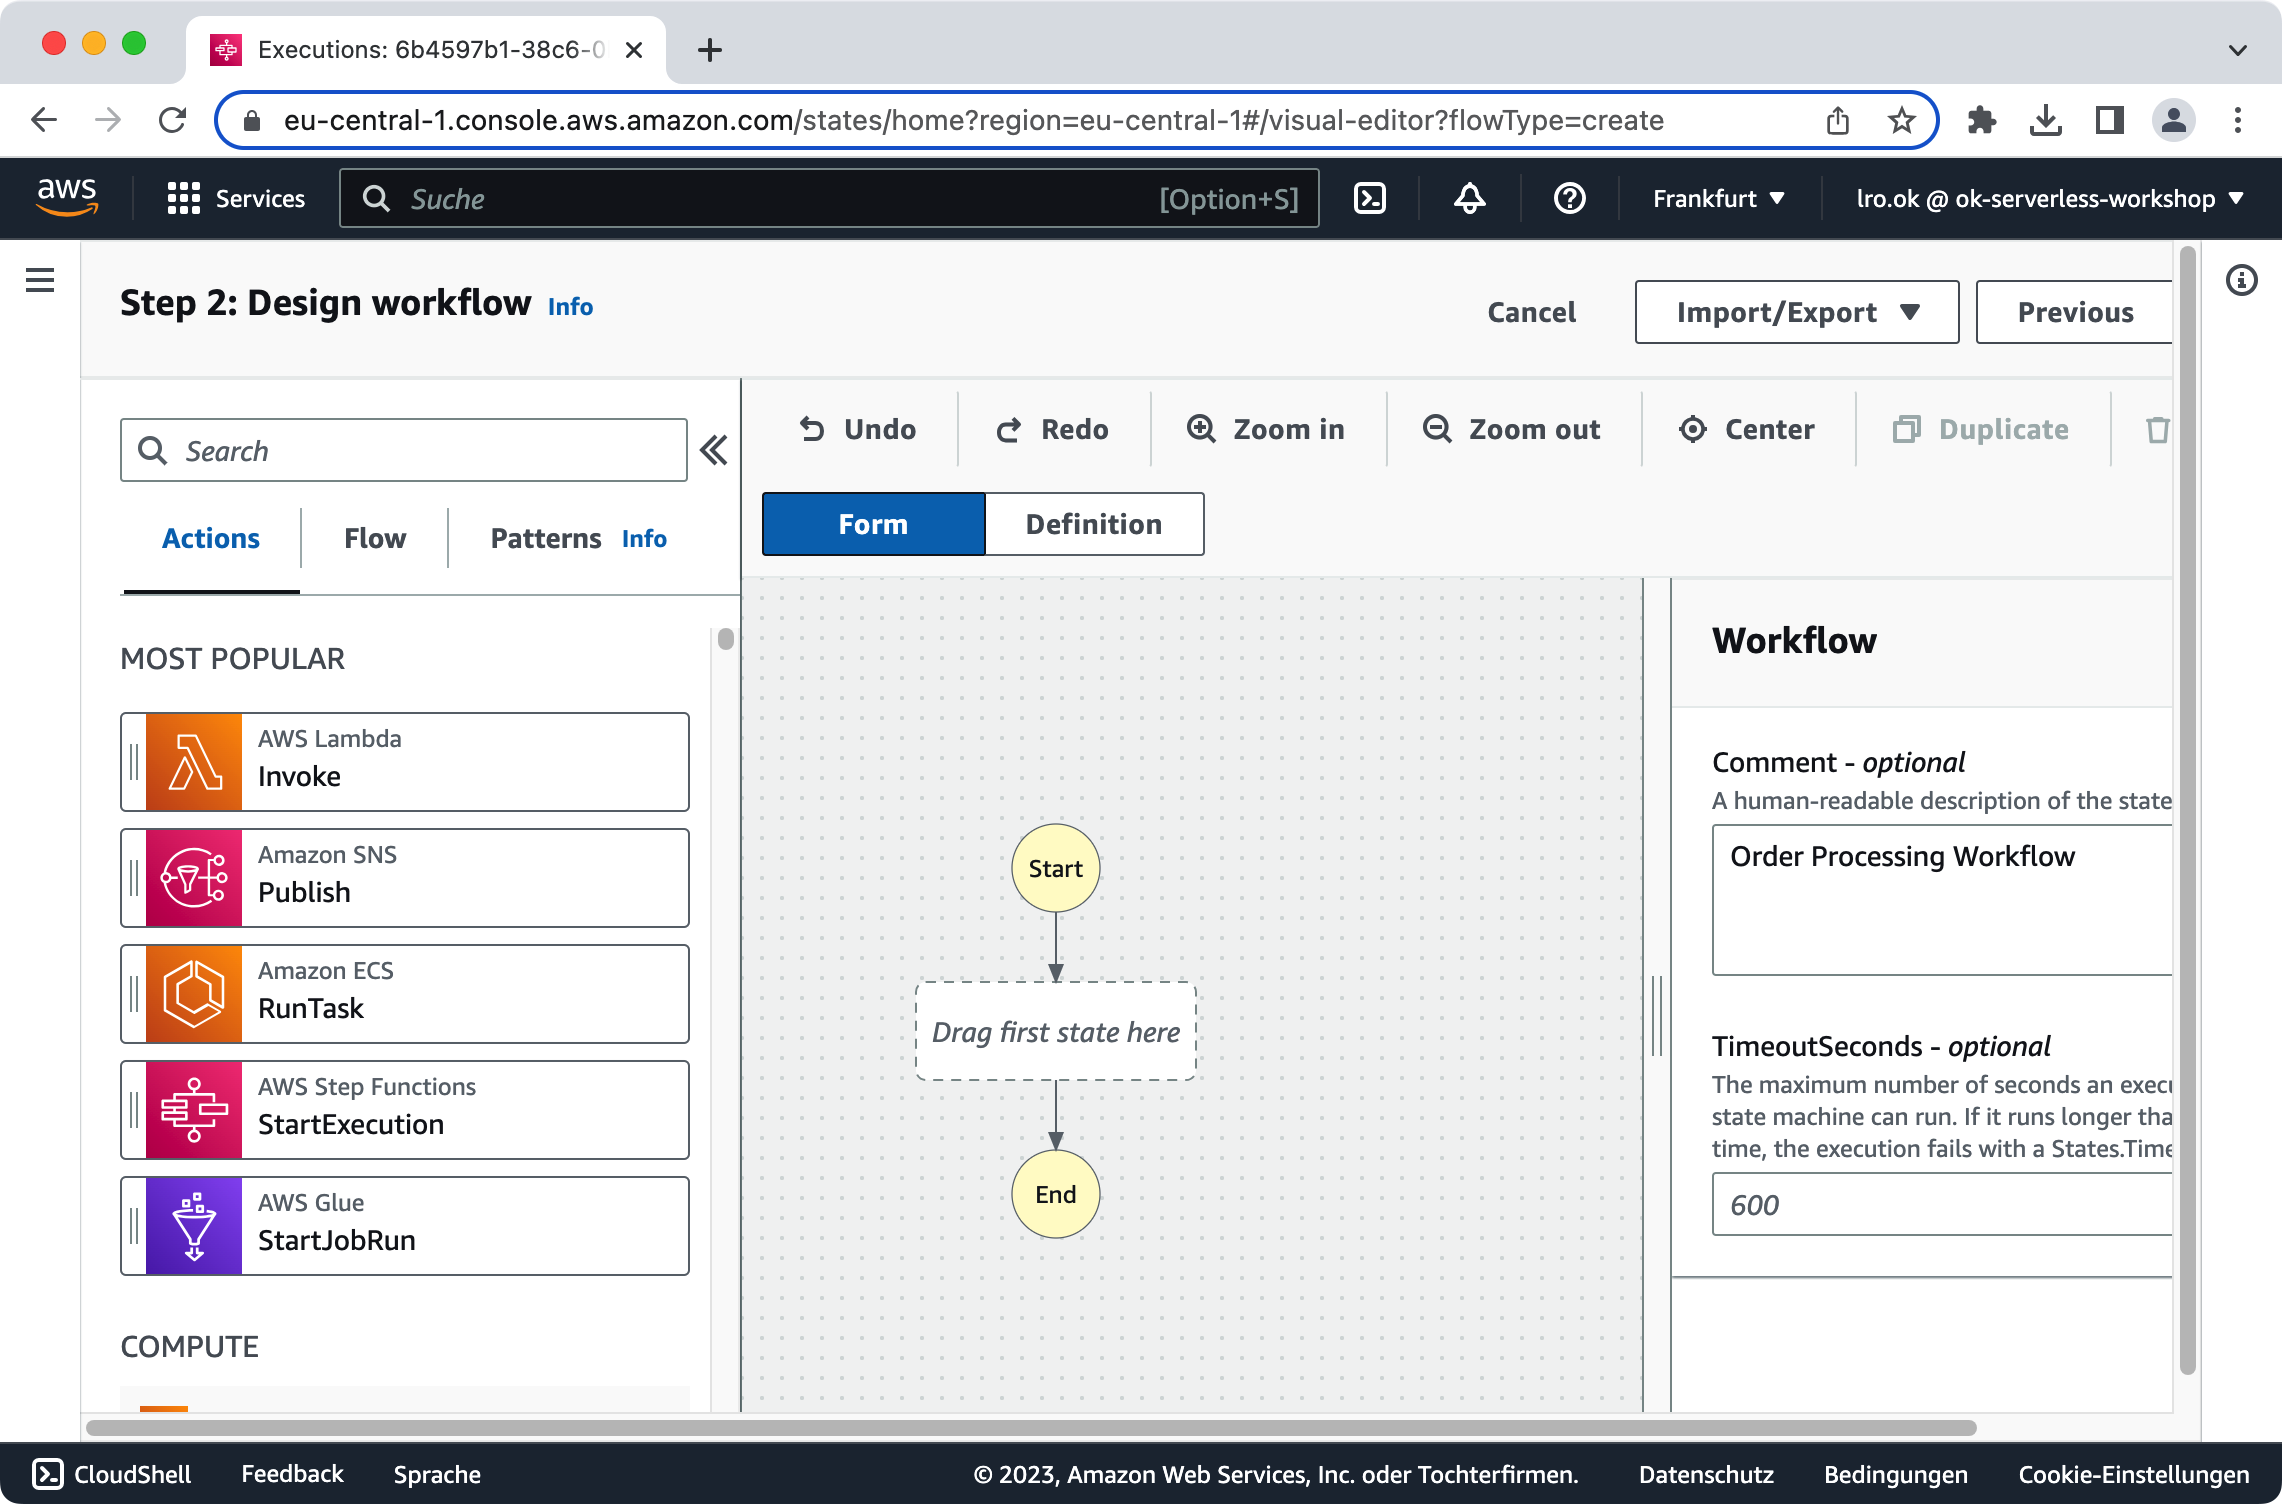 Executions: 6b4597b1-38c6-0
eu-central-1.console.aws.amazon.com/states/home?region=eu-central-1#/visual-editor?flowType=create
aws
Services
Suche
[Option+S]
Frankfurt
lro.ok @ ok-serverless-workshop
Step 2: Design workflow
Info
Cancel
Import/Export
Previous
Search
Undo
Redo
Zoom in
Zoom out
Center
Duplicate
Actions
Flow
Patterns
Info
Form
Definition
MOST POPULAR
AWS Lambda
Invoke
Amazon SNS
Publish
Amazon ECS
RunTask
AWS Step Functions
StartExecution
AWS Glue
StartJobRun
COMPUTE
Start
Drag first state here
End
Workflow
Comment - optional
A human-readable description of the state
Order Processing Workflow
TimeoutSeconds - optional
The maximum number of seconds an execu
state machine can run. If it runs longer tha
time, the execution fails with a States.Time
600
CloudShell
Feedback
Sprache
© 2023, Amazon Web Services, Inc. oder Tochterfirmen.
Datenschutz
Bedingungen
Cookie-Einstellungen